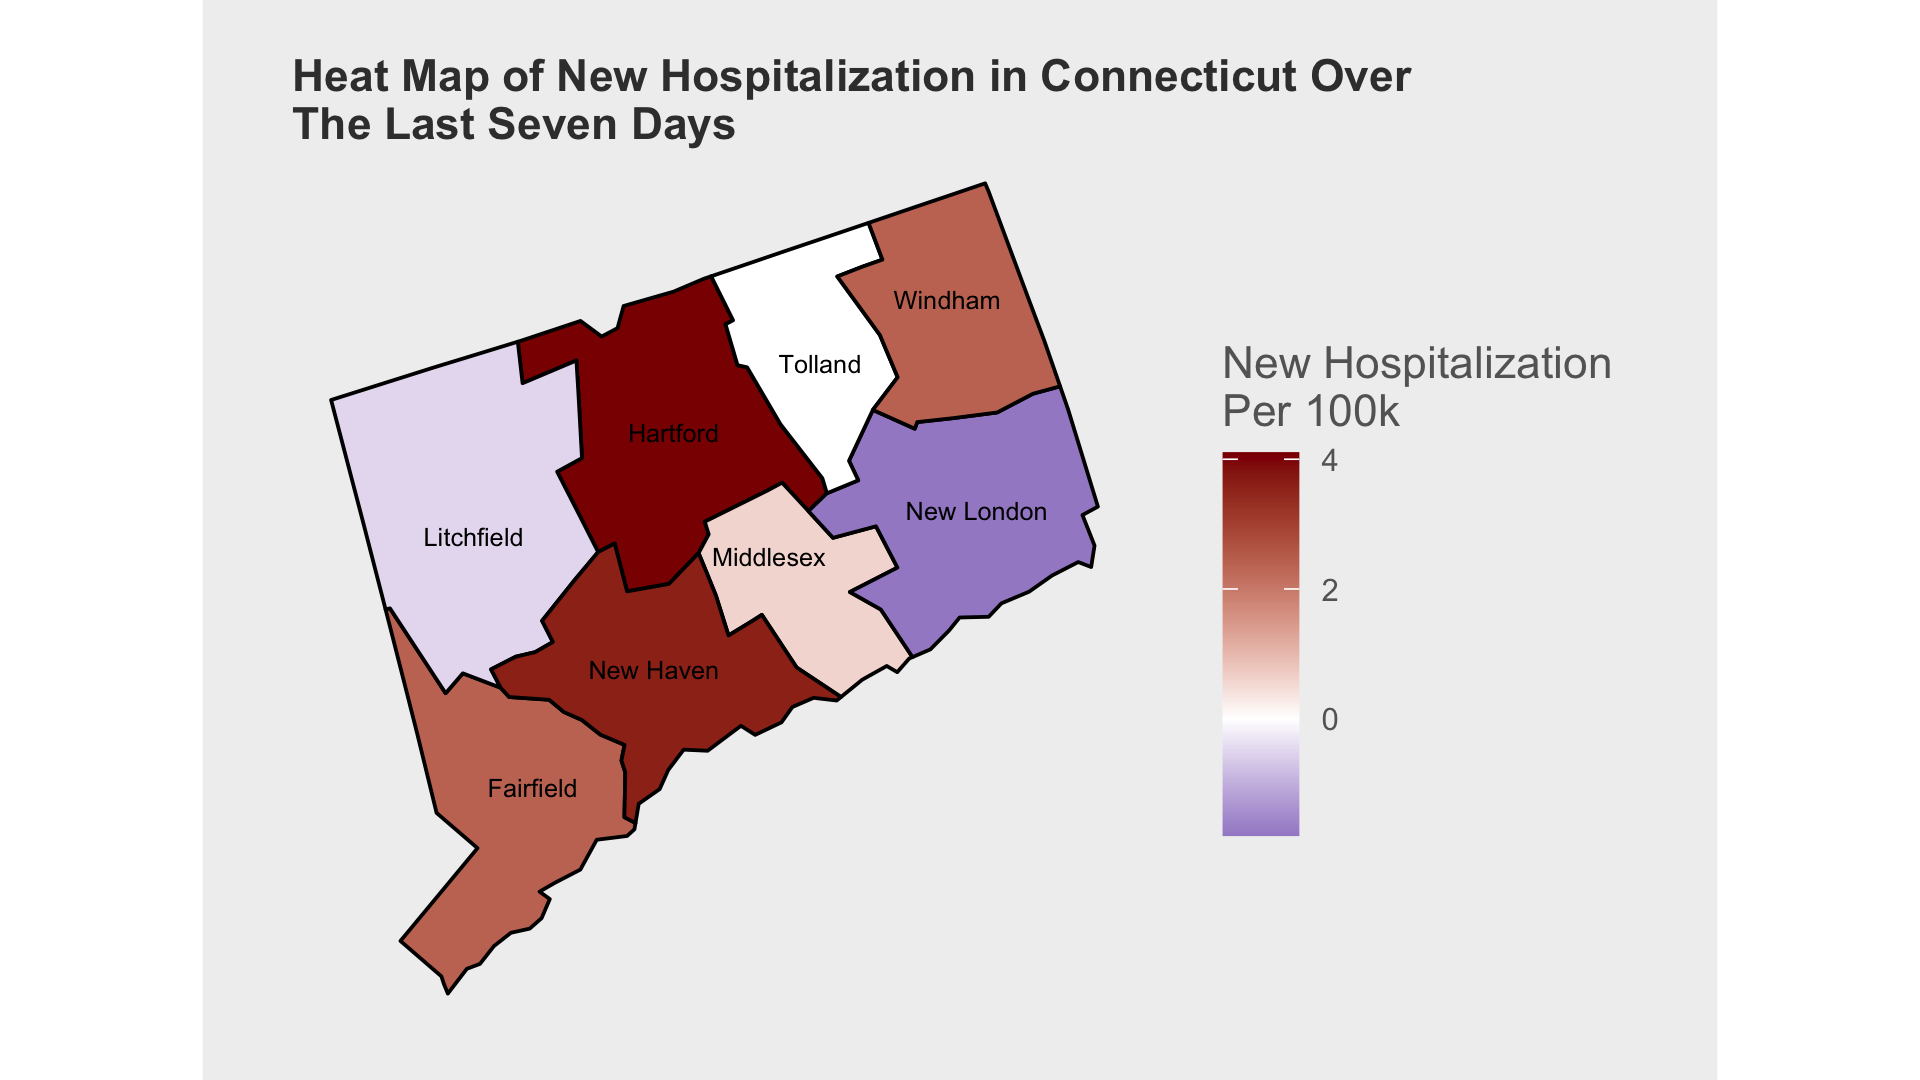 Heat Map of New Hospitalization in Connecticut Over
The Last Seven Days
Windham
Tolland
Hartford
New London
Litchfield
Middlesex
New Haven
Fairfield
New Hospitalization
Per 100k
4
2
0